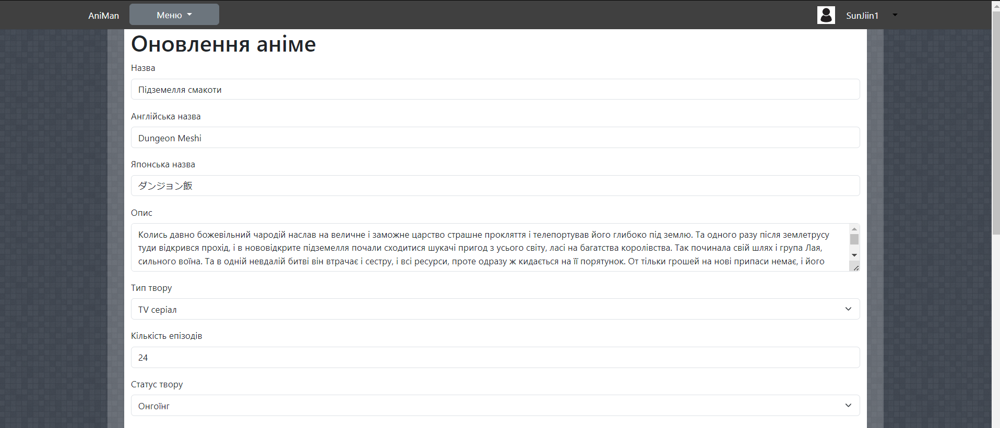 AniMan
Меню
SunJiin1
Оновлення аніме
Назва
Підземелля смакоти
Англійська назва
Dungeon Meshi
Японська назва
ダンジョン飯
Опис
Колись давно божевільний чародій наслав на величне і заможне царство страшне прокляття і телепортував його глибоко під землю. Та одного разу після землетрусу
туди відкрився прохід, і в нововідкрите підземелля почали сходитися шукачі пригод з усього світу, ласі на багатства королівства. Так починала свій шлях і група Лая,
сильного воїна. Та в одній невдалій битві він втрачає і сестру, і всі ресурси, проте одразу ж кидається на її порятунок. От тільки грошей на нові припаси немає, і його
Тип твору
TV серіал
Кількість епізодів
24
Статус твору
Онгоїнг